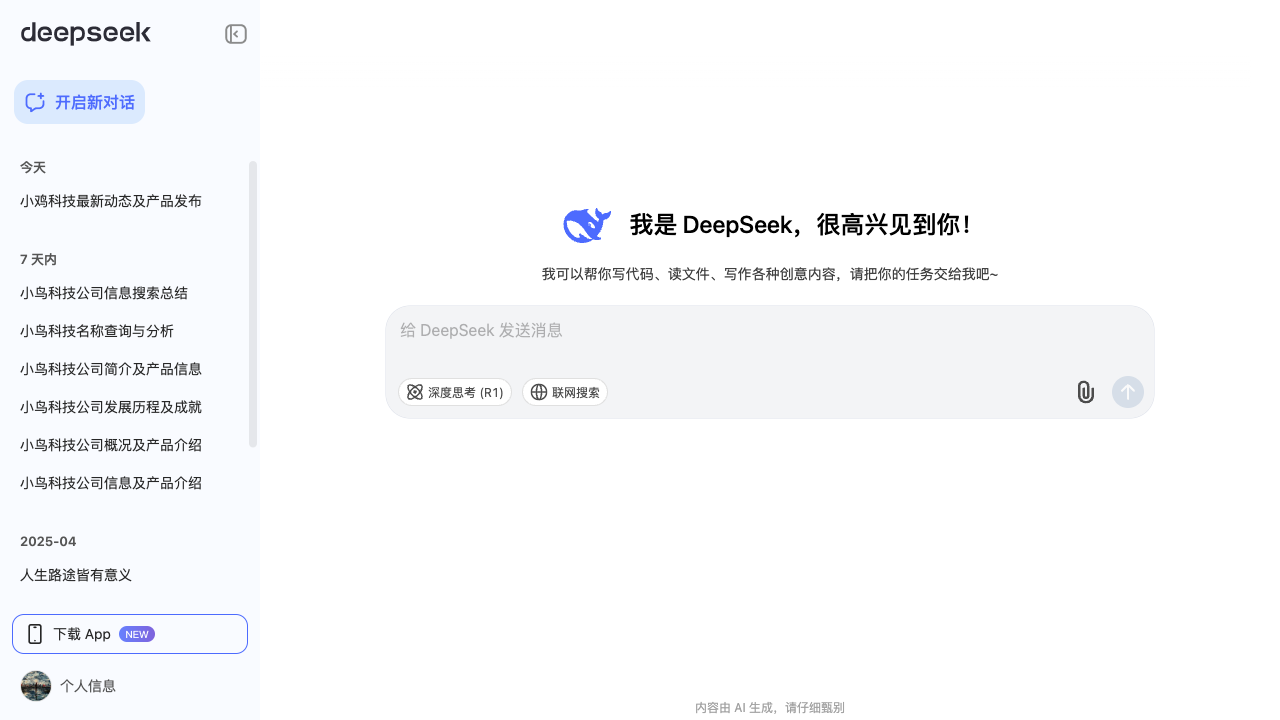 deepseek
开启新对话
今天
小鸡科技最新动态及产品发布
7 天内
小鸟科技公司信息搜索总结
小鸟科技名称查询与分析
小鸟科技公司简介及产品信息
小鸟科技公司发展历程及成就
小鸟科技公司概况及产品介绍
小鸟科技公司信息及产品介绍
2025-04
人生路途皆有意义
下载 App NEW
个人信息
我是 DeepSeek，很高兴见到你！
我可以帮你写代码、读文件、写作各种创意内容，请把你的任务交给我吧~
给 DeepSeek 发送消息
深度思考 (R1) 联网搜索
内容由 AI 生成，请仔细甄别